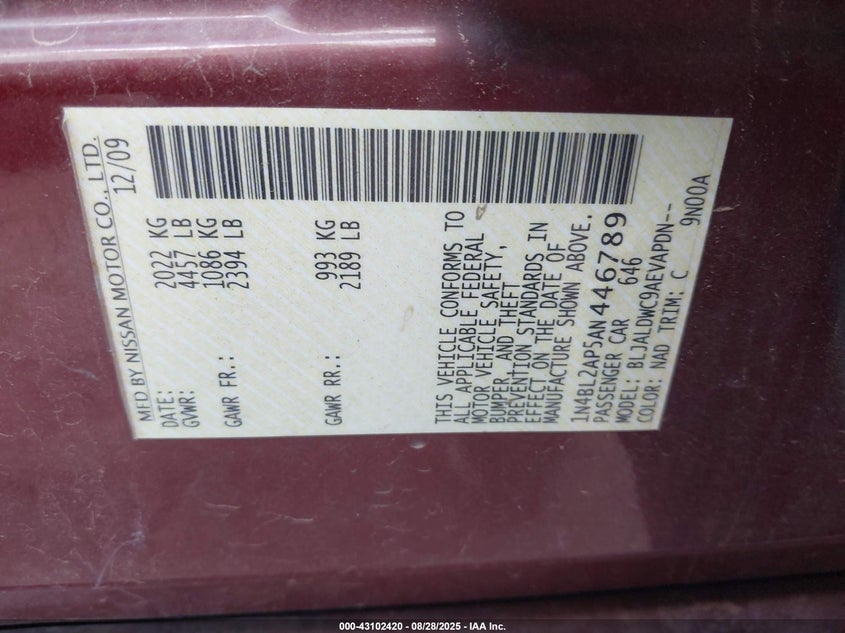 MFD BY NISSAN MOTOR CO., LTD.
DATE: 12/09
GVWR: 2022 KG
4457 LB
GAWR FR.: 1086 KG
2394 LB
GAWR RR.: 993 KG
2189 LB
THIS VEHICLE CONFORMS TO
ALL APPLICABLE FEDERAL
MOTOR VEHICLE SAFETY,
BUMPER, AND THEFT
PREVENTION STANDARDS IN
EFFECT ON THE DATE OF
MANUFACTURE SHOWN ABOVE.
1N4BL2AP5AN446789
PASSENGER CAR 646
MODEL: BLJALDWC9AEVAPDN--
COLOR: NAD TRIM: C 9N00A
000-43102420 - 08/28/2025 - IAA Inc.